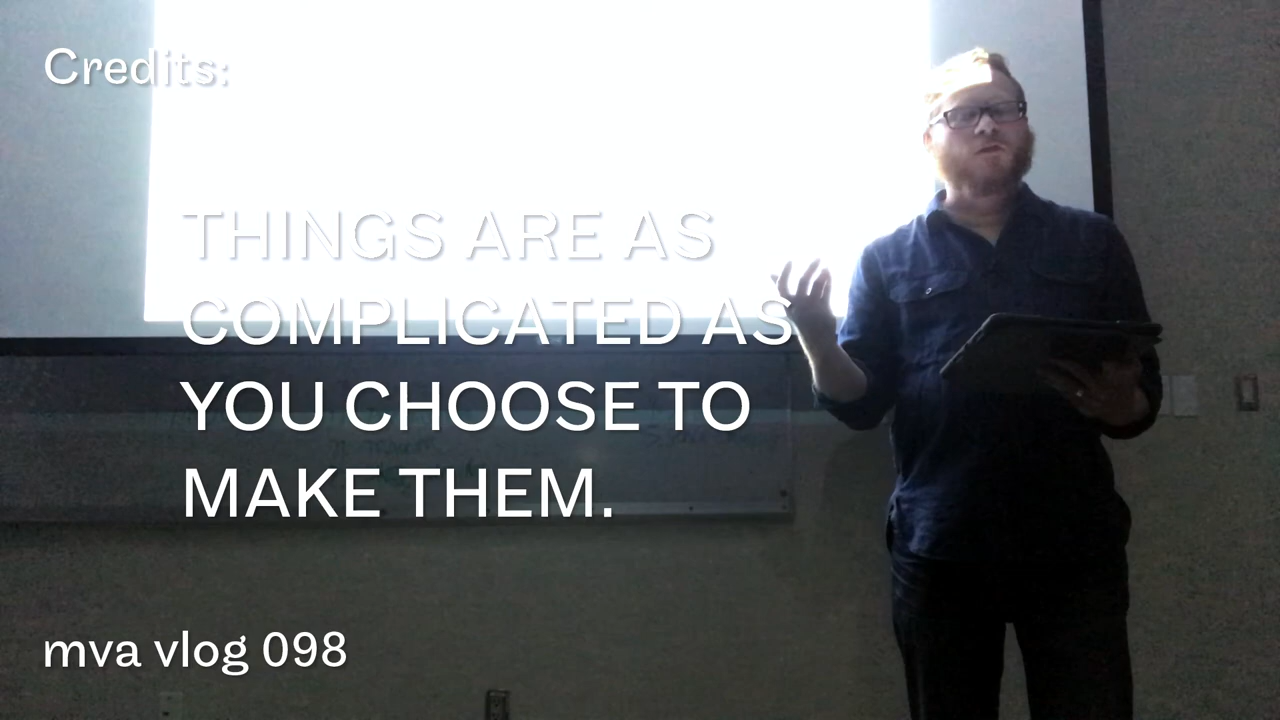 Credits:
THINGS ARE AS
COMPLICATED AS
YOU CHOOSE TO
MAKE THEM.
mva vlog 098